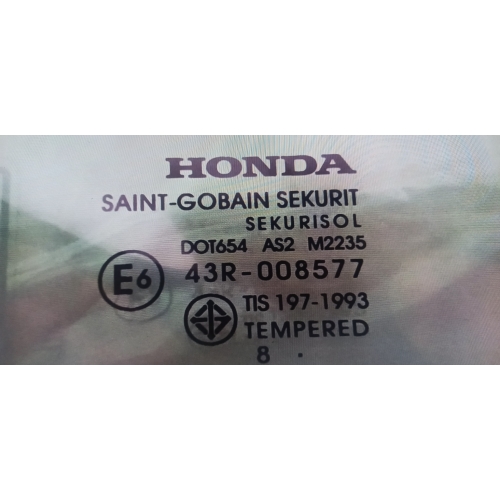 HONDA
SAINT-GOBAIN SEKURIT
SEKURISOL
DOT654 AS2 M2235
E6 43R-008577
TIS 197-1993
TEMPERED
8 .